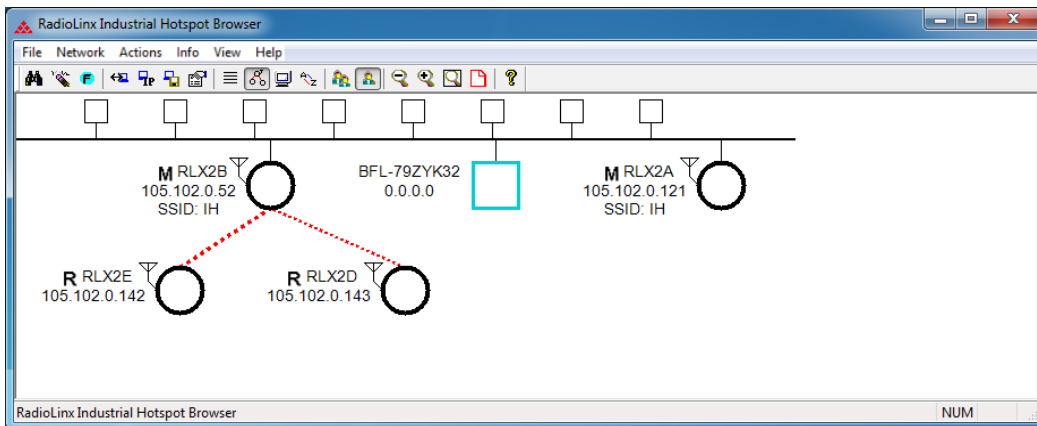 RadioLinx Industrial Hotspot Browser
File Network Actions Info View Help
F IP A Z ?
M RLX2B
105.102.0.52
SSID: IH
BFL-79ZYK32
0.0.0.0
M RLX2A
105.102.0.121
SSID: IH
R RLX2E
105.102.0.142
R RLX2D
105.102.0.143
RadioLinx Industrial Hotspot Browser NUM